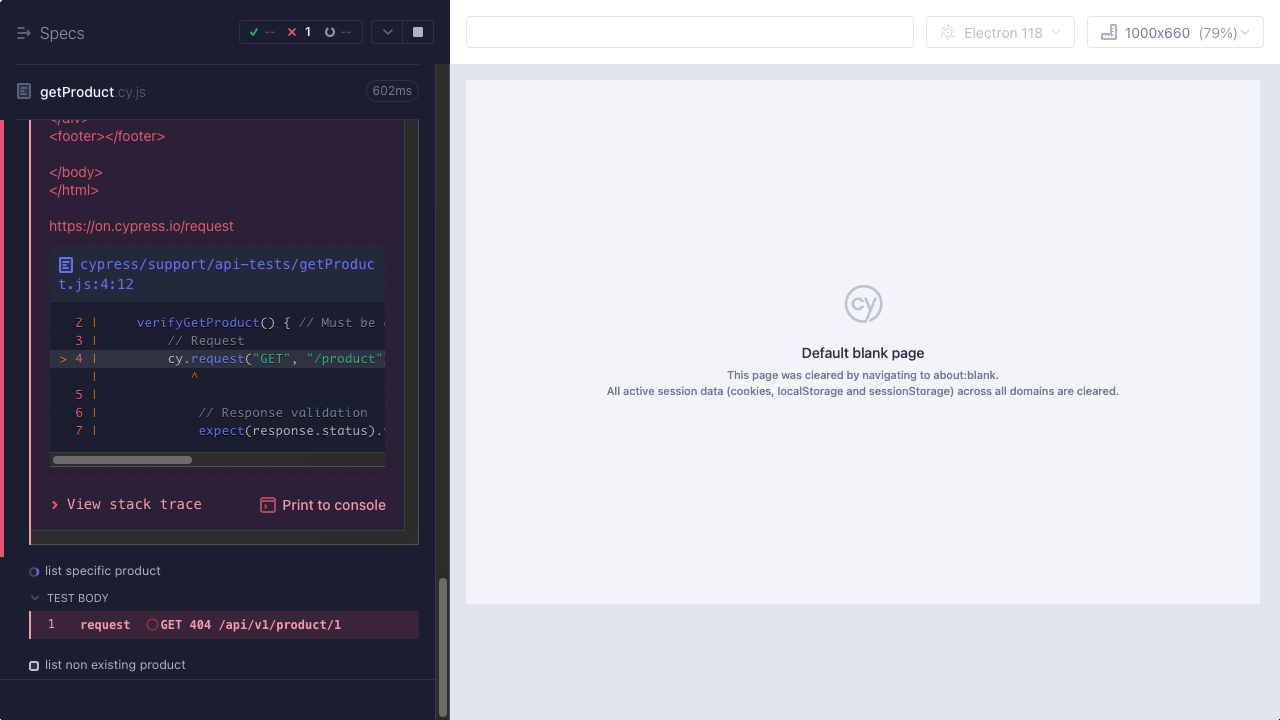 Specs
--
1
--
Electron 118
1000x660 (79%)
getProduct.cy.js
602ms
</div>
<footer></footer>
</body>
</html>
https://on.cypress.io/request
cypress/support/api-tests/getProduc
t.js:4:12
2 | verifyGetProduct() { // Must be
3 | // Request
> 4 | cy.request("GET", "/product"
| ^
5 |
6 | // Response validation
7 | expect(response.status).
View stack trace
Print to console
list specific product
TEST BODY
1 request GET 404 /api/v1/product/1
list non existing product
cy
Default blank page
This page was cleared by navigating to about:blank.
All active session data (cookies, localStorage and sessionStorage) across all domains are cleared.